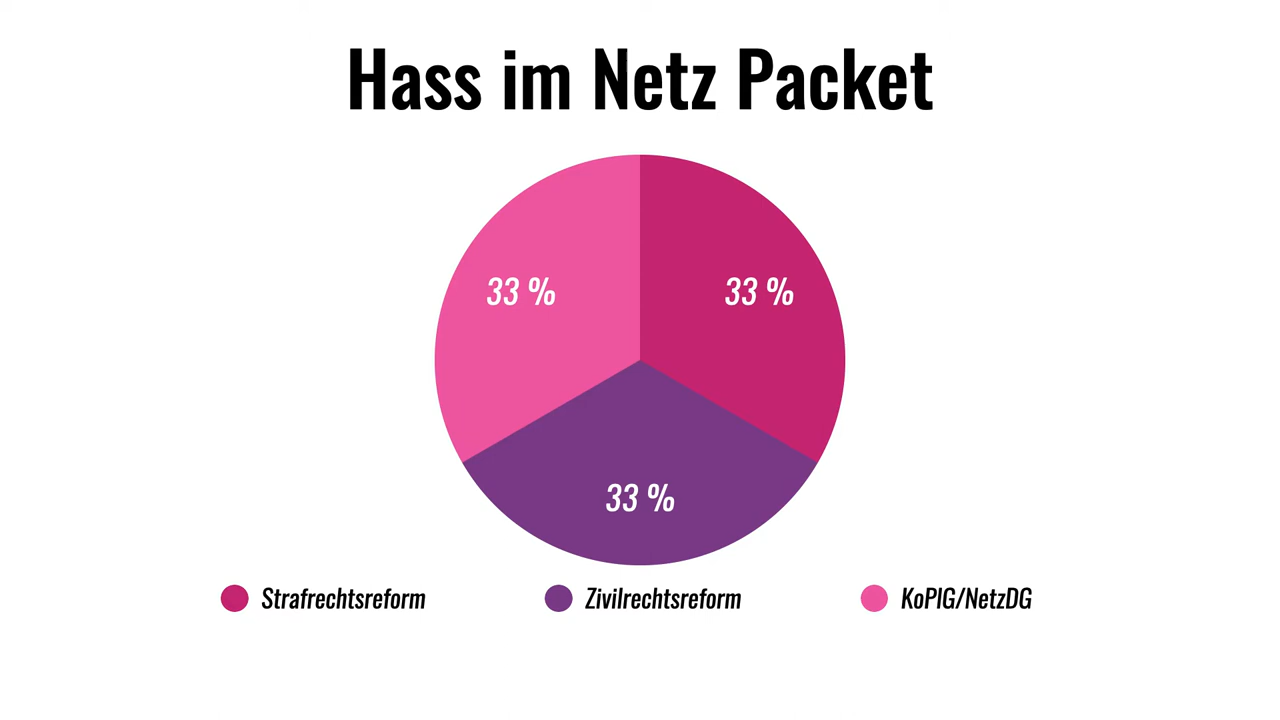 Hass im Netz Packet
33 %
33 %
33 %
Strafrechtsreform
Zivilrechtsreform
KoPlG/NetzDG